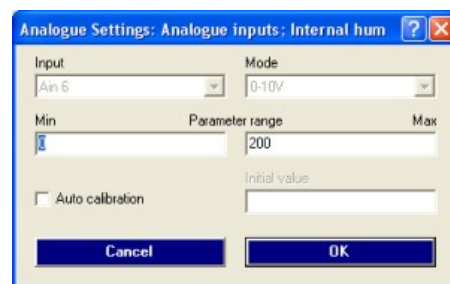 Analogue Settings: Analogue inputs; Internal hum
Input Mode
Ain 6 0-10V
Min Parameter range Max
0 200
Initial value
Auto calibration
Cancel OK